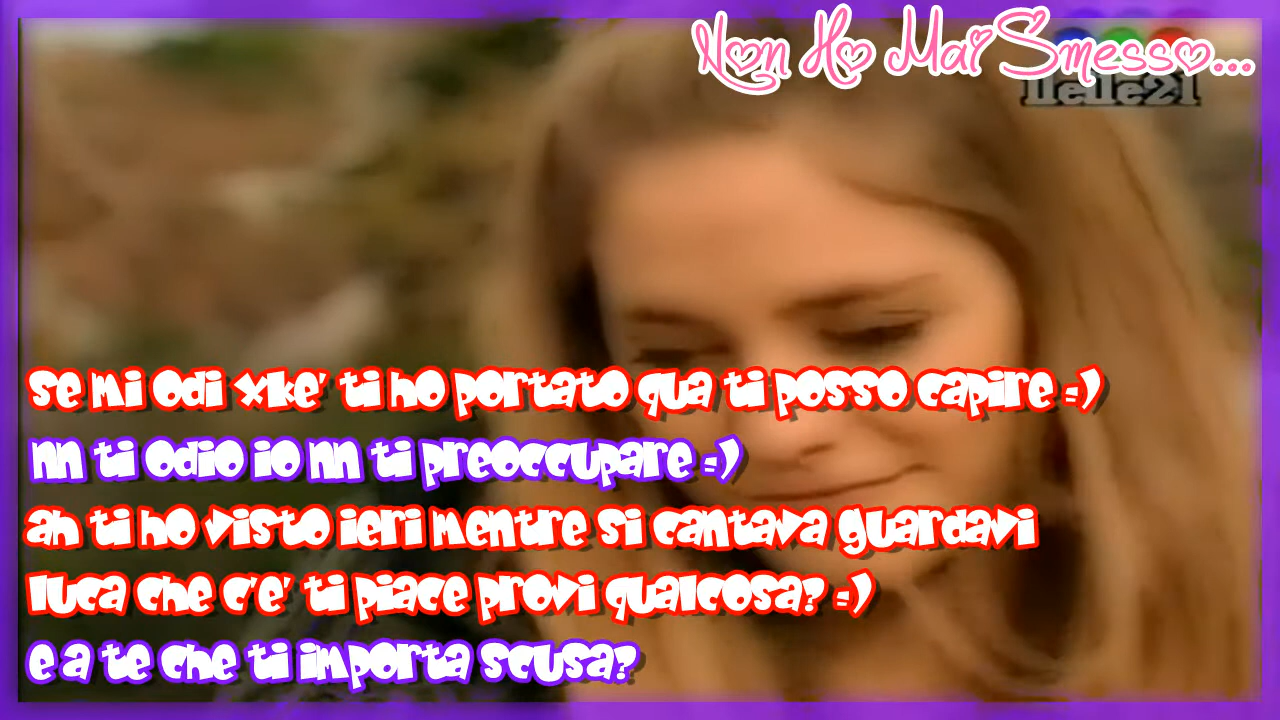 Non Ho Mai Smesso...
llelle21
se mi odi xke' ti ho portato qua ti posso capire =)
nn ti odio io nn ti preoccupare =)
ah ti ho visto ieri mentre si cantava guardavi
luca che c'e' ti piace provi qualcosa? =)
e a te che ti importa scusa?